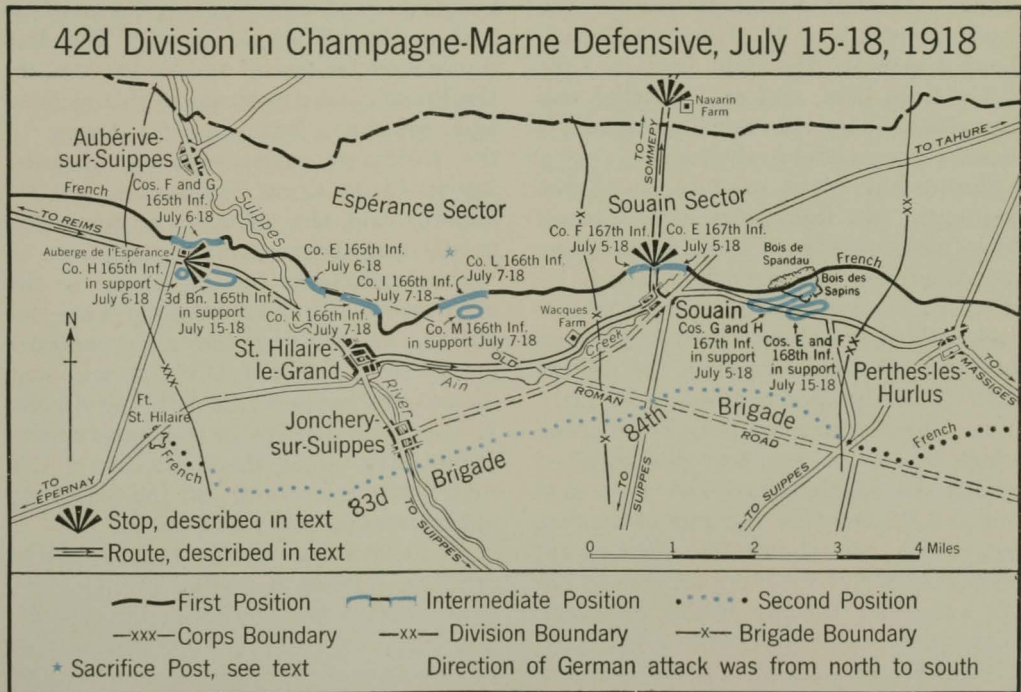 42d Division in Champagne-Marne Defensive, July 15-18, 1918
Navarin
Farm
Aubérive-
sur-Suippes
TO SOMMEPY
TO TAHURE
French
Cos. F and G
165th Inf.
July 6-18
Suippes
Espérance Sector
Souain Sector
TO REIMS
Auberge de l'Espérance
Co. H 165th Inf.
in support
July 6-18
3d Bn. 165th Inf.
in support
July 15-18
Co. E 165th Inf.
July 6-18
Co. I 166th Inf.
July 7-18
Co. L 166th Inf.
July 7-18
Co. F 167th Inf.
July 5-18
Co. E 167th Inf.
July 5-18
Bois de
Spandau
French
Bois des
Sapins
Co. K 166th Inf.
July 7-18
Co. M 166th Inf.
in support July 7-18
Wacques
Farm
Souain
Cos. G and H
167th Inf.
in support
July 5-18
Cos. E and F
168th Inf.
in support
July 15-18
N
St. Hilaire-
le-Grand
OLD
Creek
Ain
Perthes-les-
Hurlus
TO MASSIGES
xxx
River
ROMAN
Ft.
St. Hilaire
French
Jonchery-
sur-Suippes
84th
Brigade
ROAD
French
x
xx
x
xx
83d
Brigade
TO
EPERNAY
TO SUIPPES
TO
SUIPPES
TO SUIPPES
Stop, described in text
Route, described in text
0 1 2 3 4 Miles
First Position
Intermediate Position
Second Position
xxx Corps Boundary
xx Division Boundary
x Brigade Boundary
* Sacrifice Post, see text
Direction of German attack was from north to south